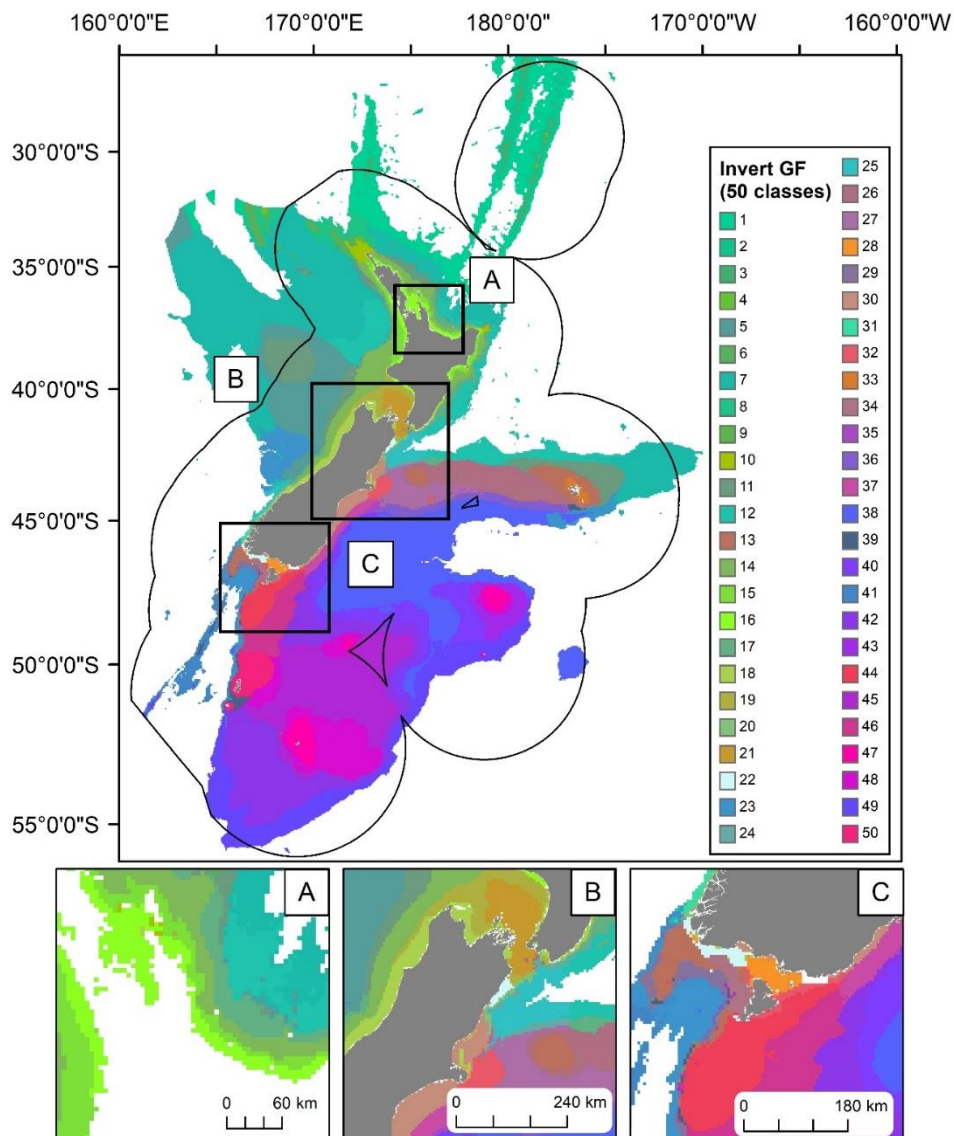 160°0'0"E 170°0'0"E 180°0'0" 170°0'0"W 160°0'0"W
30°0'0"S
35°0'0"S
40°0'0"S
45°0'0"S
50°0'0"S
55°0'0"S
A
B
C
Invert GF
(50 classes)
1
2
3
4
5
6
7
8
9
10
11
12
13
14
15
16
17
18
19
20
21
22
23
24
25
26
27
28
29
30
31
32
33
34
35
36
37
38
39
40
41
42
43
44
45
46
47
48
49
50
A
0 60 km
B
0 240 km
C
0 180 km